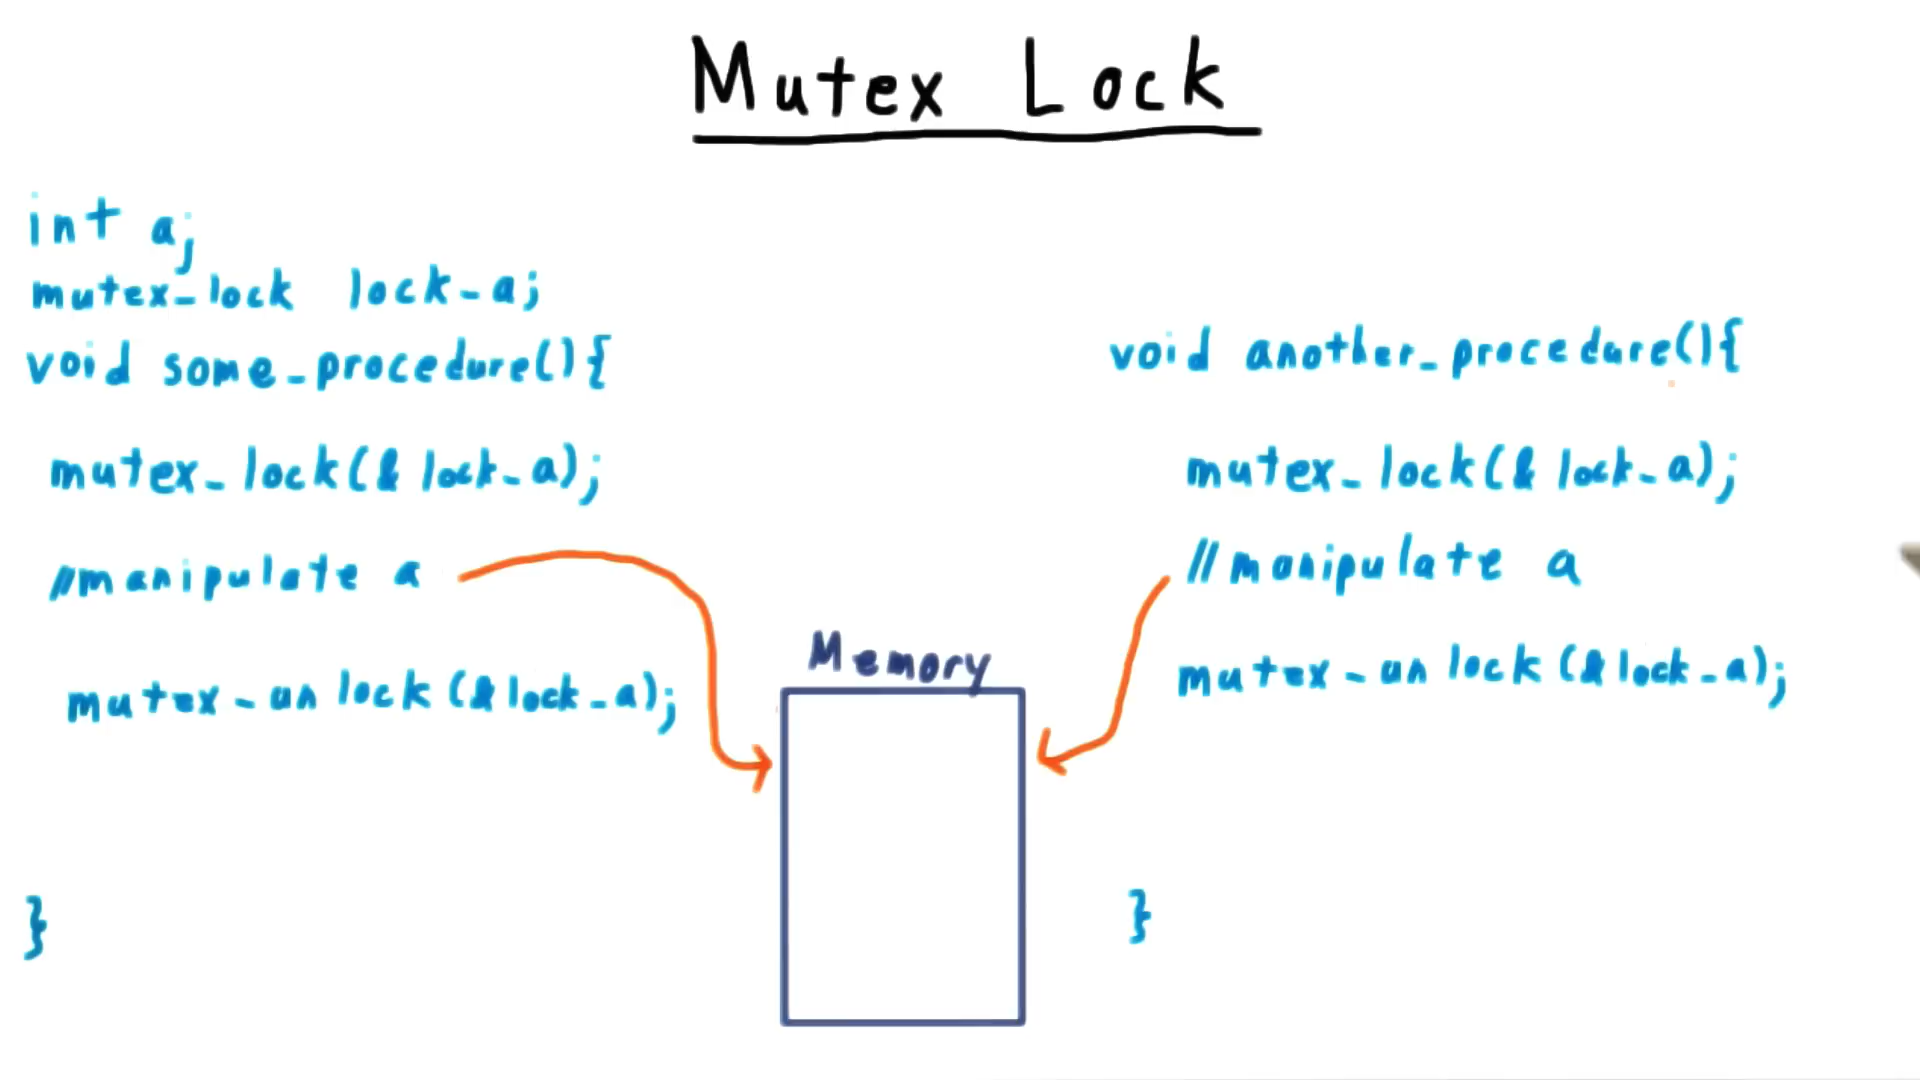 Mutex Lock
int a;
mutex_lock lock_a;
void some_procedure(){
mutex_lock(& lock_a);
//manipulate a
mutex_unlock(&lock_a);
}
void another_procedure(){
mutex_lock(& lock_a);
//manipulate a
mutex_unlock(&lock_a);
}
Memory